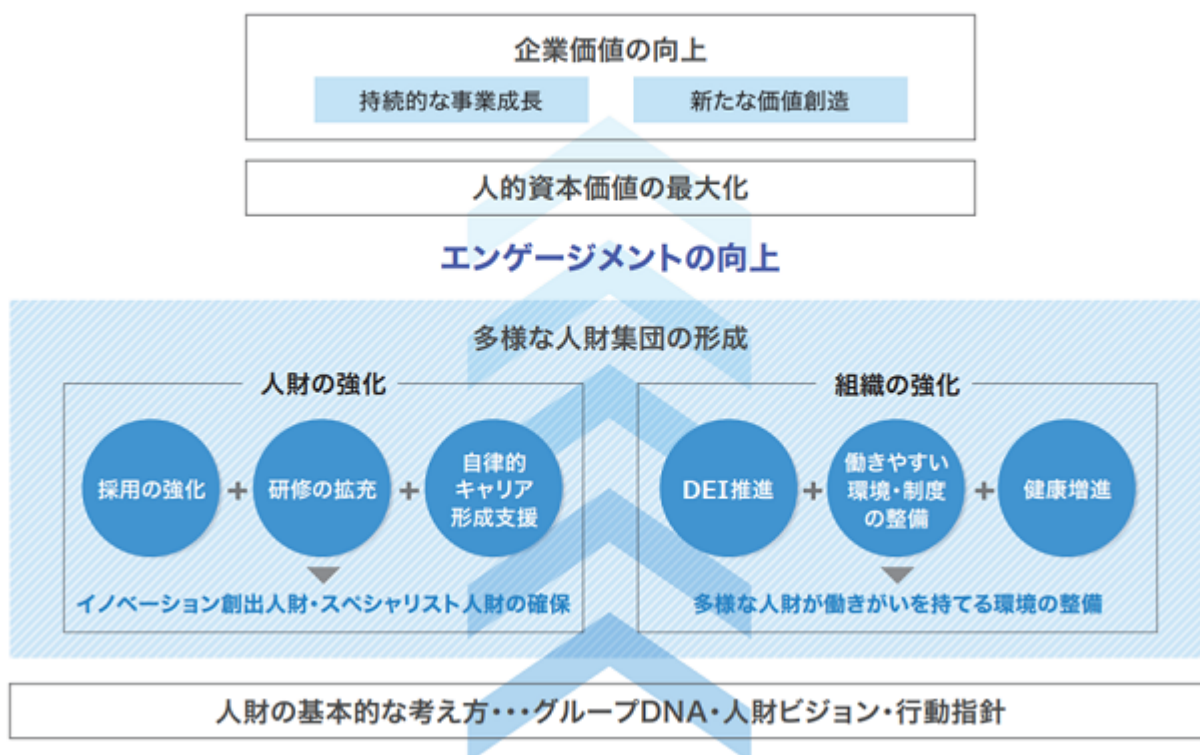 企業価値の向上
持続的な事業成長
新たな価値創造
人的資本価値の最大化
エンゲージメントの向上
多様な人財集団の形成
人財の強化
採用の強化
+
研修の拡充
+
自律的
キャリア
形成支援
イノベーション創出人財・スペシャリスト人財の確保
組織の強化
DEI推進
+
働きやすい
環境・制度
の整備
+
健康増進
多様な人財が働きがいを持てる環境の整備
人財の基本的な考え方・・・グループDNA・人財ビジョン・行動指針